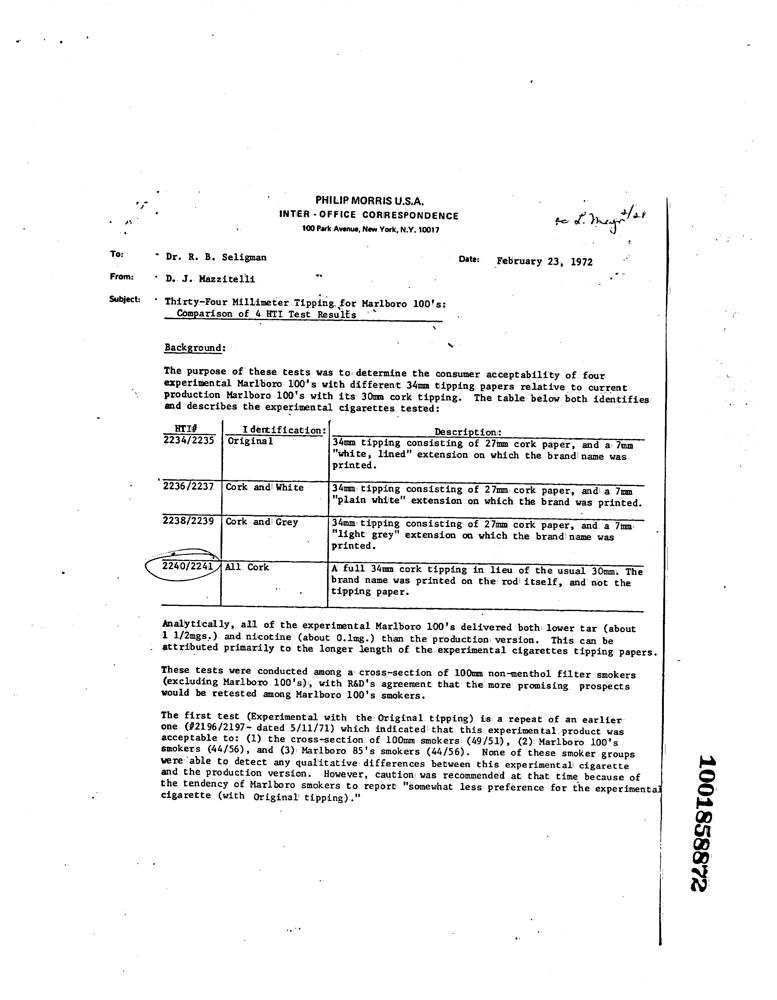 PHILIP MORRIS U.S.A.
INTER - OFFICE CORRESPONDENCE
100 Park Avenue, New York, N.Y. 10017
2/28
To: Dr. R. B. Seligman Date: February 23, 1972
From: D. J. Mazzitelli
Subject: Thirty-Four Millimeter Tipping for Marlboro 100's:
Comparison of 4 HTI Test Results
Background:
The purpose of these tests was to determine the consumer acceptability of four
experimental Marlboro 100's with different 34mm tipping papers relative to current
production Marlboro 100's with its 30mm cork tipping. The table below both identifies
and describes the experimental cigarettes tested:
HTI# Identification: Description:
2234/2235 Original 34mm tipping consisting of 27mm cork paper, and a 7mm
"white, lined" extension on which the brand name was
printed.
2236/2237 Cork and White 34mm tipping consisting of 27mm cork paper, and a 7mm
"plain white" extension on which the brand was printed.
2238/2239 Cork and Grey 34mm tipping consisting of 27mm cork paper, and a 7mm
"light grey" extension on which the brand name was
printed.
2240/2241 All Cork A full 34mm cork tipping in lieu of the usual 30mm. The
brand name was printed on the rod itself, and not the
tipping paper.
Analytically, all of the experimental Marlboro 100's delivered both lower tar (about
1 1/2mgs.) and nicotine (about 0.1mg.) than the production version. This can be
attributed primarily to the longer length of the experimental cigarettes tipping papers.
These tests were conducted among a cross-section of 100mm non-menthol filter smokers
(excluding Marlboro 100's), with R&D's agreement that the more promising prospects
would be retested among Marlboro 100's smokers.
The first test (Experimental with the Original tipping) is a repeat of an earlier
one (#2196/2197- dated 5/11/71) which indicated that this experimental product was
acceptable to: (1) the cross-section of 100mm smokers (49/51), (2) Marlboro 100's
smokers (44/56), and (3) Marlboro 85's smokers (44/56). None of these smoker groups
were able to detect any qualitative differences between this experimental cigarette
and the production version. However, caution was recommended at that time because of
the tendency of Marlboro smokers to report "somewhat less preference for the experimental
cigarette (with Original tipping)."
1001858872